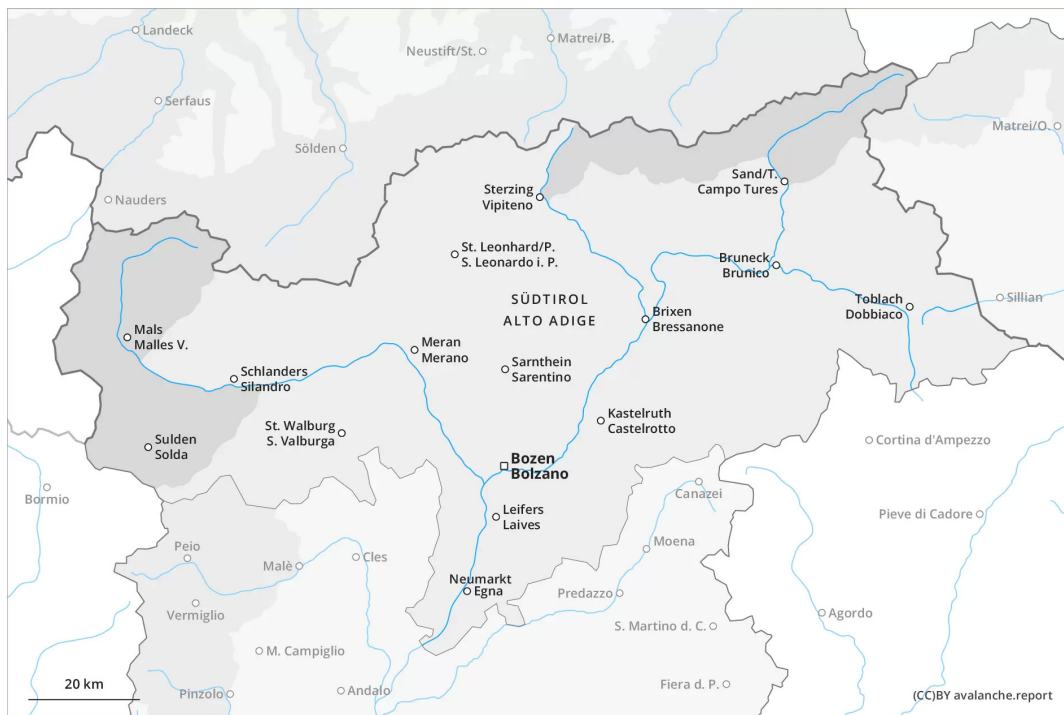 Landeck
Neustift/St.
Matrei/B.
Serfaus
Matrei/O.
Sölden
Sand/T.
Campo Tures
Sterzing
Vipiteno
Nauders
St. Leonhard/P.
S. Leonardo i. P.
Bruneck
Brunico
SÜDTIROL
ALTO ADIGE
Toblach
Dobbiaco
Sillian
Brixen
Bressanone
Mals
Malles V.
Meran
Merano
Sarnthein
Sarentino
Schlanders
Silandro
Kastelruth
Castelrotto
St. Walburg
S. Valburga
Sulden
Solda
Cortina d'Ampezzo
Bozen
Bolzano
Bormio
Canazei
Leifers
Laives
Pieve di Cadore
Peio
Moena
Malè
Cles
Neumarkt
Egna
Predazzo
Vermiglio
Agordo
S. Martino d. C.
M. Campiglio
20 km
Pinzolo
Andalo
Fiera d. P.
(CC)BY avalanche.report